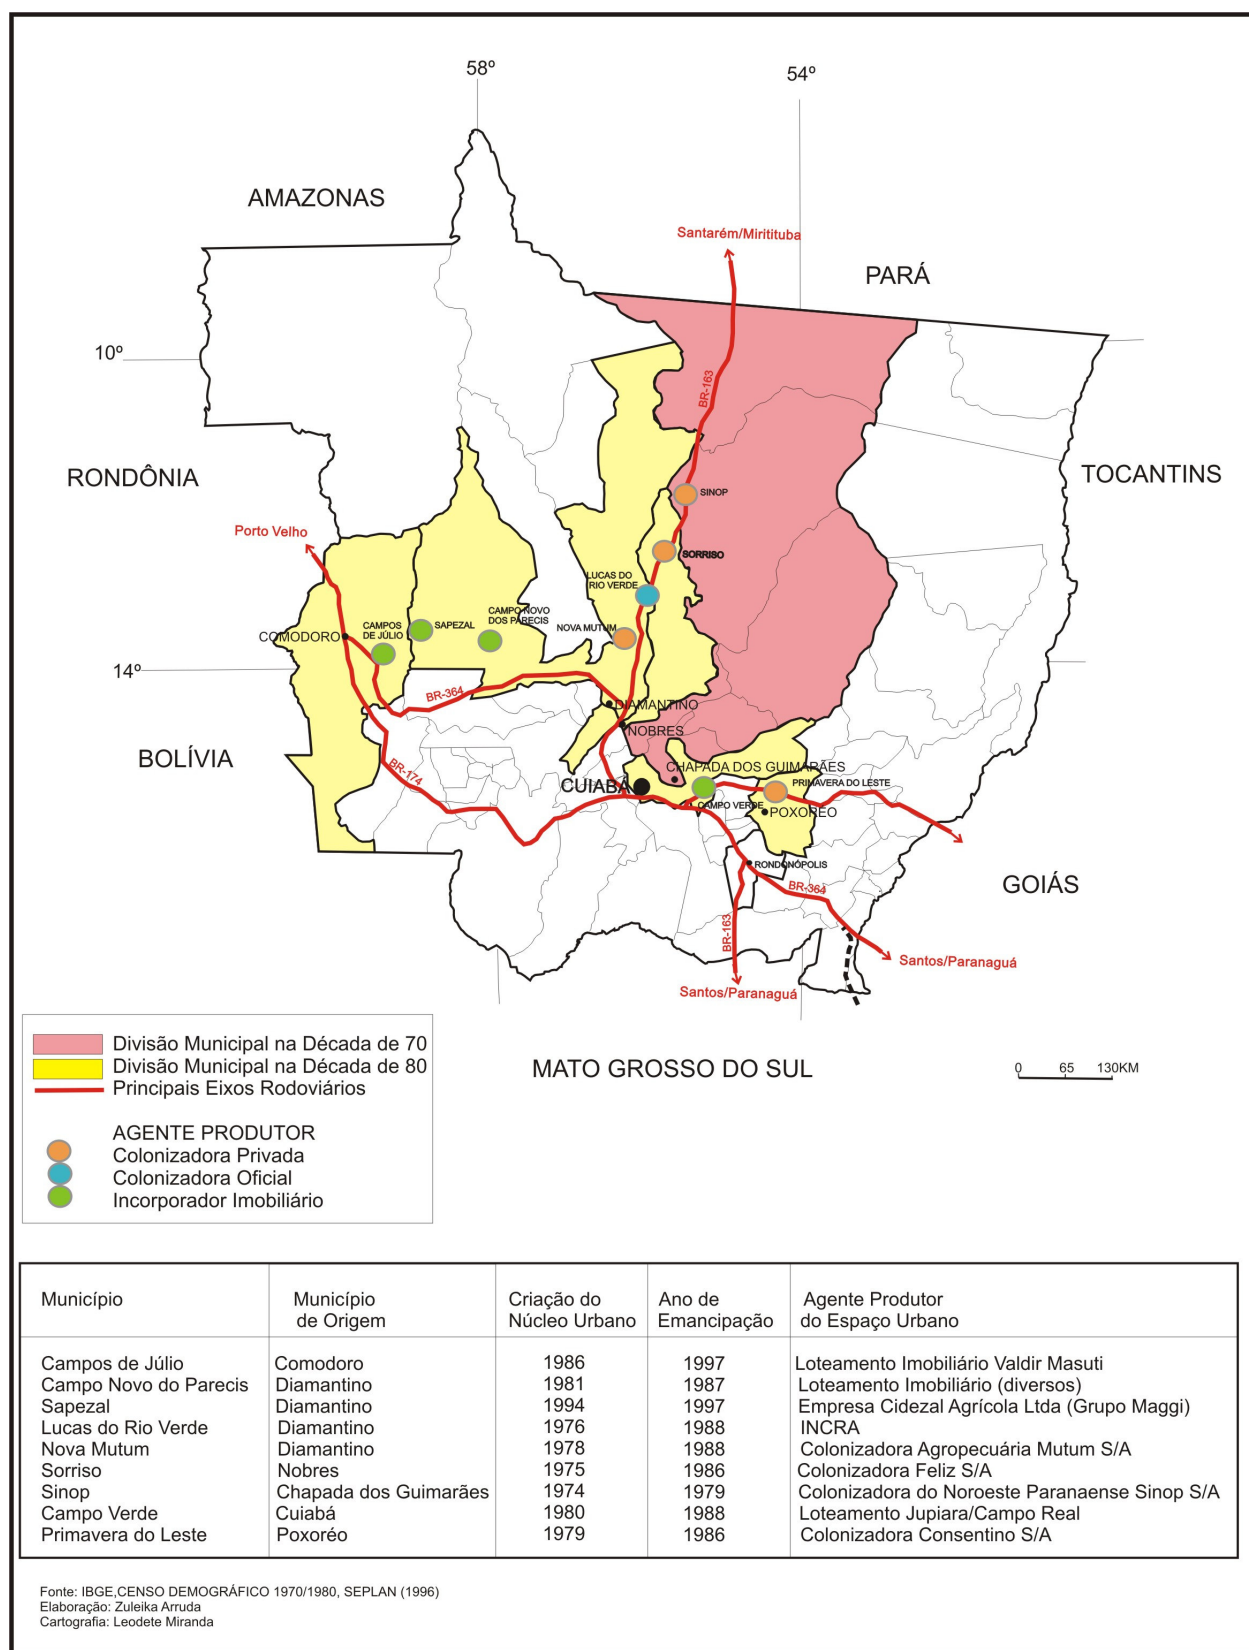 58º
54º
AMAZONAS
Santarém/Miritituba
PARÁ
10º
BR-163
RONDÔNIA
TOCANTINS
SINOP
Porto Velho
SORRISO
LUCAS DO
RIO VERDE
CAMPO NOVO
DOS PARECIS
CAMPOS
DE JÚLIO
SAPEZAL
NOVA MUTUM
COMODORO
14º
BR-364
DIAMANTINO
NOBRES
BOLÍVIA
BR-174
CHAPADA DOS GUIMARÃES
CUIABÁ
PRIMAVERA DO LESTE
CAMPO VERDE
POXORÉO
RONDONÓPOLIS
GOIÁS
BR-364
BR-163
Santos/Paranaguá
Santos/Paranaguá
MATO GROSSO DO SUL
0 65 130KM
Divisão Municipal na Década de 70
Divisão Municipal na Década de 80
Principais Eixos Rodoviários
AGENTE PRODUTOR
Colonizadora Privada
Colonizadora Oficial
Incorporador Imobiliário
Município Município de Origem Criação do Núcleo Urbano Ano de Emancipação Agente Produtor do Espaço Urbano
Campos de Júlio Comodoro 1986 1997 Loteamento Imobiliário Valdir Masuti
Campo Novo do Parecis Diamantino 1981 1987 Loteamento Imobiliário (diversos)
Sapezal Diamantino 1994 1997 Empresa Cidezal Agrícola Ltda (Grupo Maggi)
Lucas do Rio Verde Diamantino 1976 1988 INCRA
Nova Mutum Diamantino 1978 1988 Colonizadora Agropecuária Mutum S/A
Sorriso Nobres 1975 1986 Colonizadora Feliz S/A
Sinop Chapada dos Guimarães 1974 1979 Colonizadora do Noroeste Paranaense Sinop S/A
Campo Verde Cuiabá 1980 1988 Loteamento Jupiara/Campo Real
Primavera do Leste Poxoréo 1979 1986 Colonizadora Consentino S/A
Fonte: IBGE,CENSO DEMOGRÁFICO 1970/1980, SEPLAN (1996)
Elaboração: Zuleika Arruda
Cartografia: Leodete Miranda